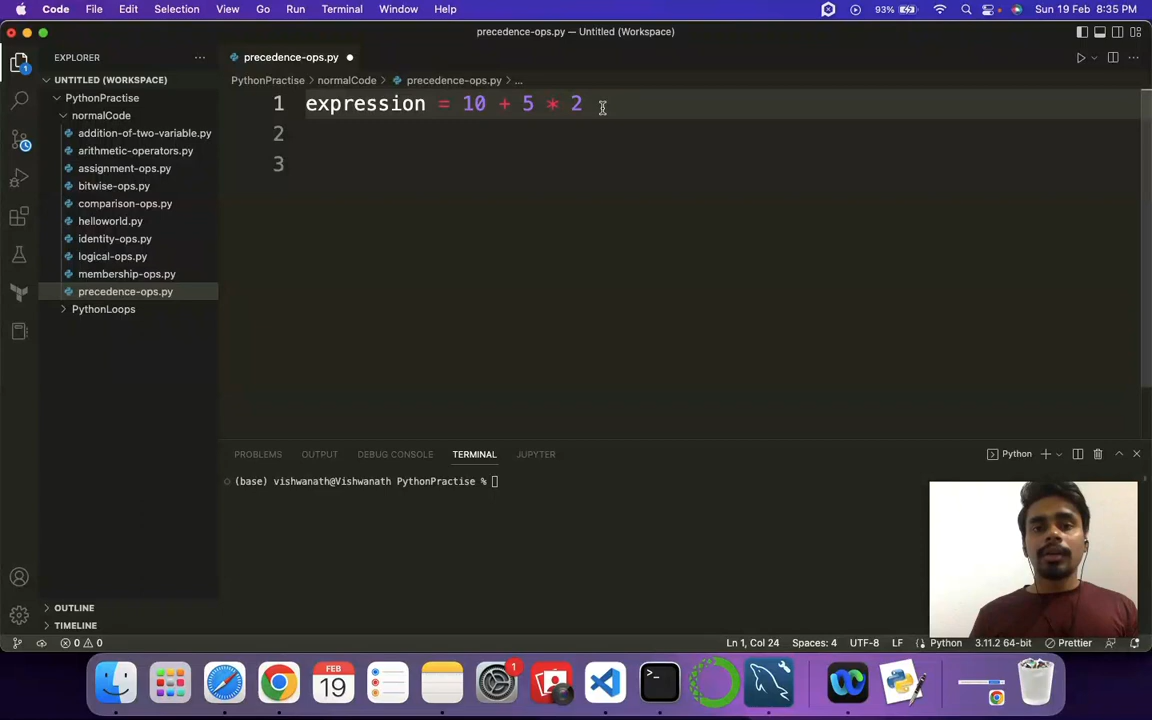 Code File Edit Selection View Go Run Terminal Window Help 93% Sun 19 Feb 8:35 PM
precedence-ops.py — Untitled (Workspace)
EXPLORER ...
precedence-ops.py
1
UNTITLED (WORKSPACE)
PythonPractise > normalCode > precedence-ops.py > ...
PythonPractise
normalCode
addition-of-two-variable.py
arithmetic-operators.py
assignment-ops.py
bitwise-ops.py
comparison-ops.py
helloworld.py
identity-ops.py
logical-ops.py
membership-ops.py
precedence-ops.py
PythonLoops
1 expression = 10 + 5 * 2
2
3
PROBLEMS OUTPUT DEBUG CONSOLE TERMINAL JUPYTER Python
(base) vishwanath@Vishwanath PythonPractise %
OUTLINE
TIMELINE
0 0 Ln 1, Col 24 Spaces: 4 UTF-8 LF Python 3.11.2 64-bit Prettier
FEB
19
1
>_